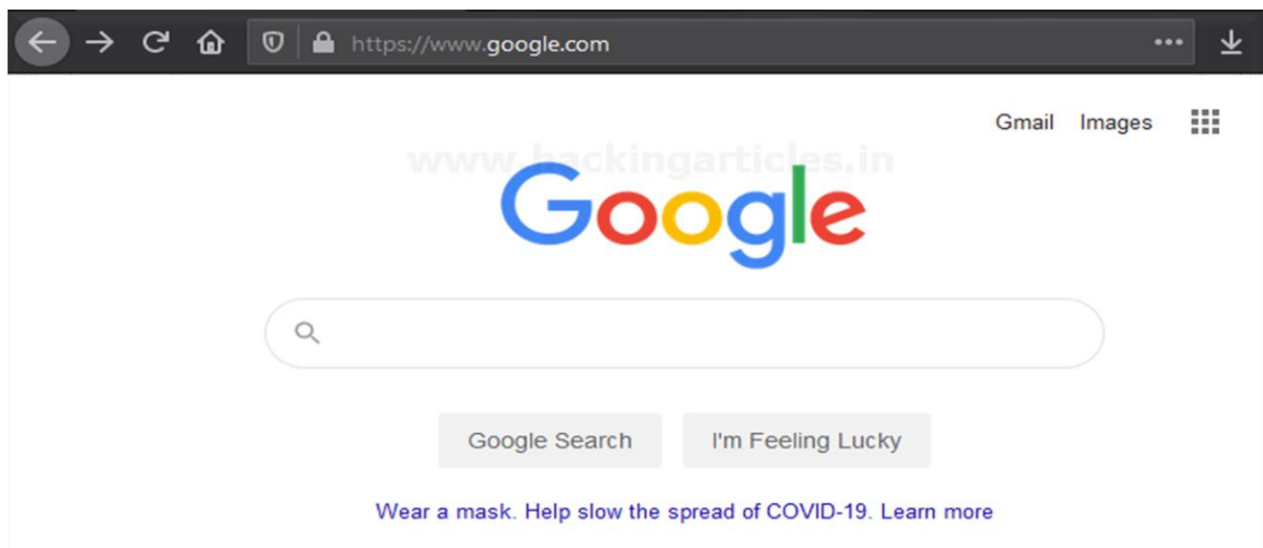 https://www.google.com
Gmail Images
www.hackingarticles.in
Google
Google Search I'm Feeling Lucky
Wear a mask. Help slow the spread of COVID-19. Learn more